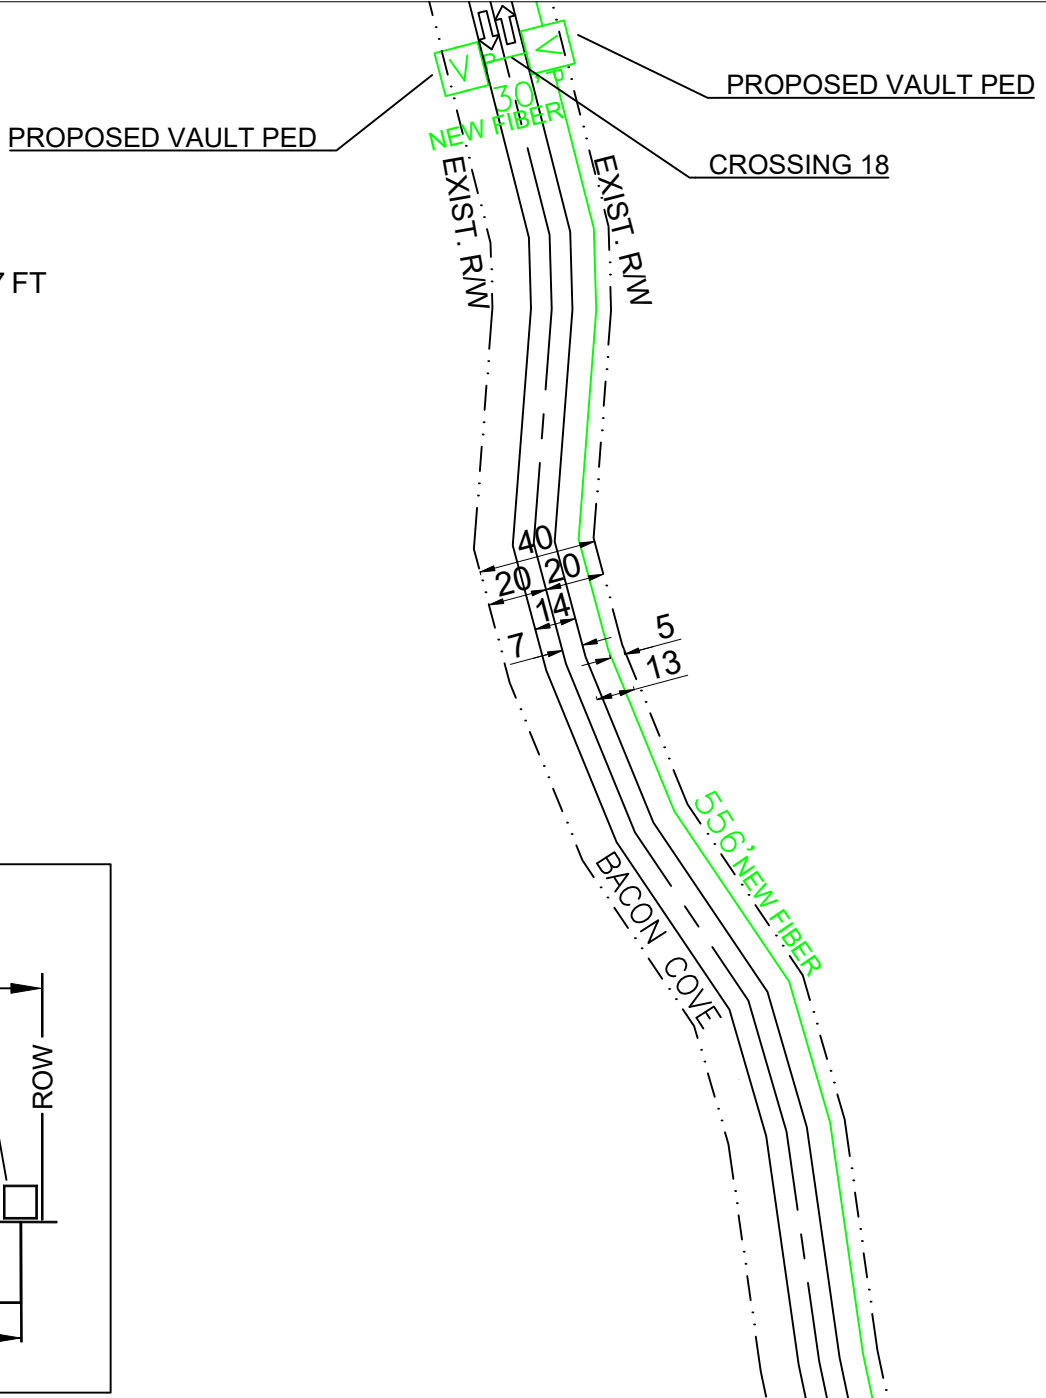 PROPOSED VAULT PED
PROPOSED VAULT PED
CROSSING 18
V
V
P
P
30'
NEW FIBER
EXIST. R/W
EXIST. R/W
FT
40
20
20
14
7
5
13
556'
NEW FIBER
BACON COVE
ROW